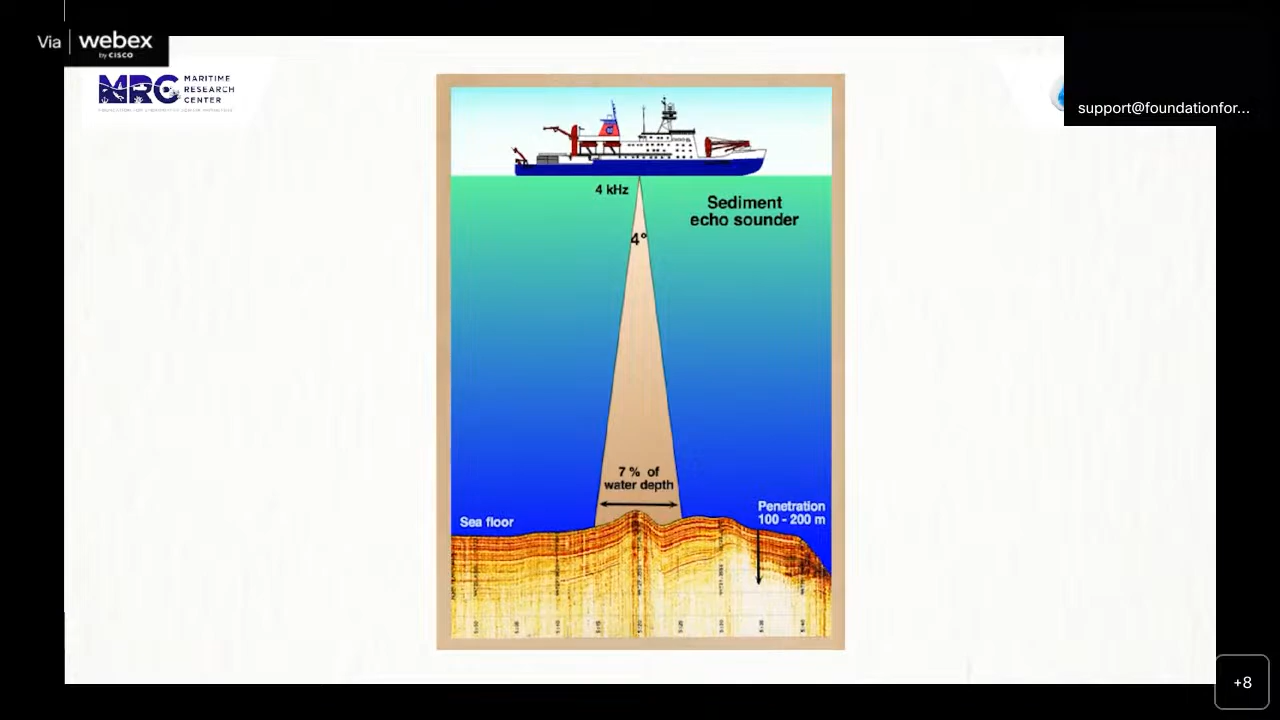 Via webex
by CISCO
MRC MARITIME
RESEARCH
CENTER
support@foundationfor...
4 kHz
Sediment
echo sounder
4°
7 % of
water depth
Penetration
100 - 200 m
Sea floor
+8